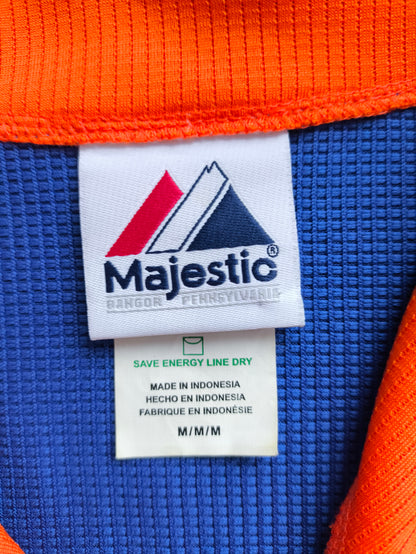 Majestic®
BANGOR PENNSYLVANIA
SAVE ENERGY LINE DRY
MADE IN INDONESIA
HECHO EN INDONESIA
FABRIQUE EN INDONÉSIE
M/M/M